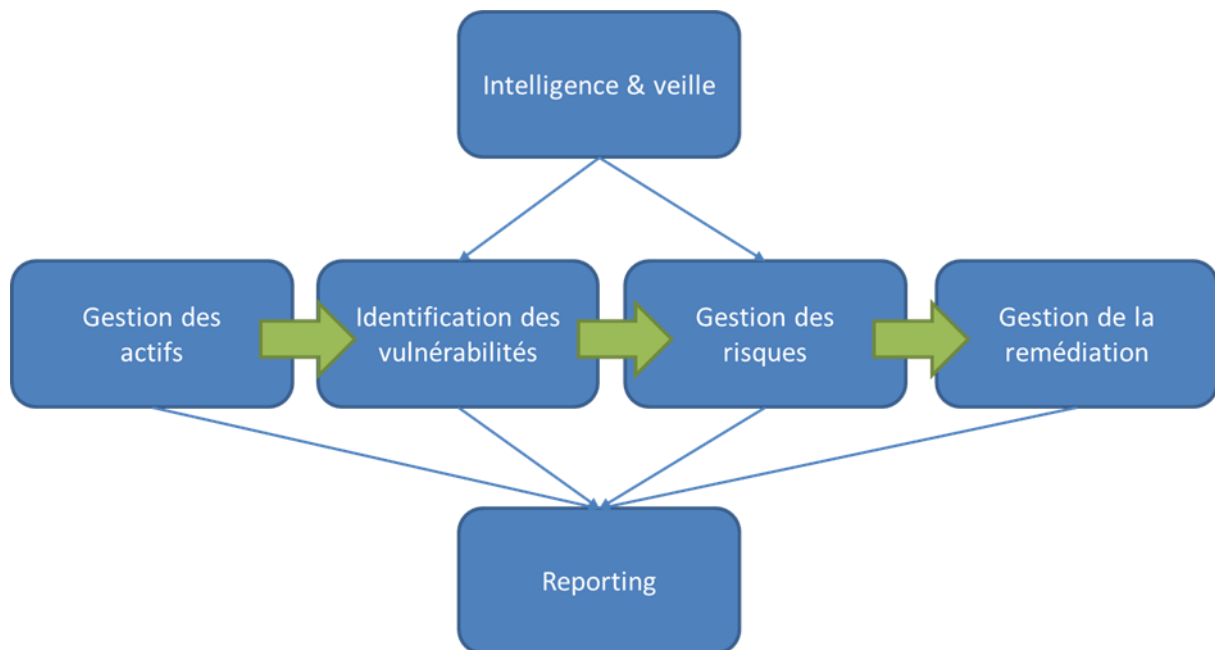 Intelligence & veille
Gestion des
actifs
Identification des
vulnérabilités
Gestion des
risques
Gestion de la
remédiation
Reporting